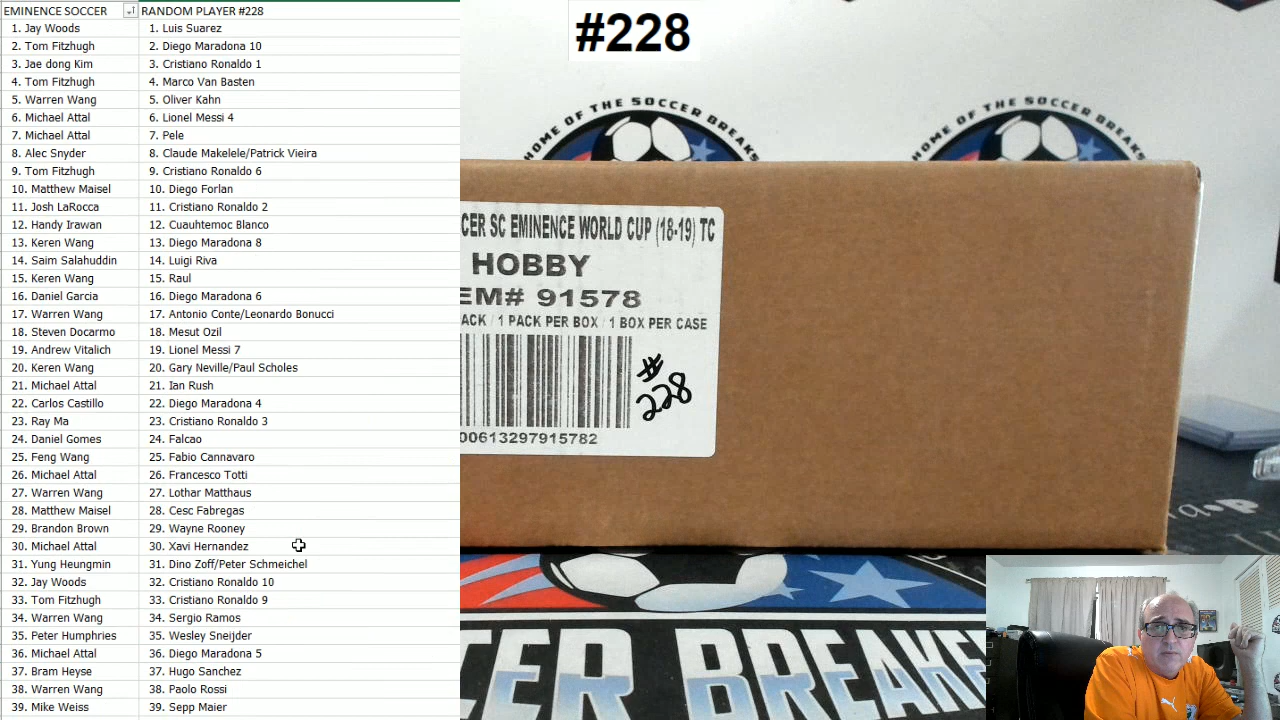 EMINENCE SOCCER RANDOM PLAYER #228
1. Jay Woods 1. Luis Suarez
2. Tom Fitzhugh 2. Diego Maradona 10
3. Jae dong Kim 3. Cristiano Ronaldo 1
4. Tom Fitzhugh 4. Marco Van Basten
5. Warren Wang 5. Oliver Kahn
6. Michael Attal 6. Lionel Messi 4
7. Michael Attal 7. Pele
8. Alec Snyder 8. Claude Makelele/Patrick Vieira
9. Tom Fitzhugh 9. Cristiano Ronaldo 6
10. Matthew Maisel 10. Diego Forlan
11. Josh LaRocca 11. Cristiano Ronaldo 2
12. Handy Irawan 12. Cuauhtemoc Blanco
13. Keren Wang 13. Diego Maradona 8
14. Saim Salahuddin 14. Luigi Riva
15. Keren Wang 15. Raul
16. Daniel Garcia 16. Diego Maradona 6
17. Warren Wang 17. Antonio Conte/Leonardo Bonucci
18. Steven Docarmo 18. Mesut Ozil
19. Andrew Vitalich 19. Lionel Messi 7
20. Keren Wang 20. Gary Neville/Paul Scholes
21. Michael Attal 21. Ian Rush
22. Carlos Castillo 22. Diego Maradona 4
23. Ray Ma 23. Cristiano Ronaldo 3
24. Daniel Gomes 24. Falcao
25. Feng Wang 25. Fabio Cannavaro
26. Michael Attal 26. Francesco Totti
27. Warren Wang 27. Lothar Matthaus
28. Matthew Maisel 28. Cesc Fabregas
29. Brandon Brown 29. Wayne Rooney
30. Michael Attal 30. Xavi Hernandez
31. Yung Heungmin 31. Dino Zoff/Peter Schmeichel
32. Jay Woods 32. Cristiano Ronaldo 10
33. Tom Fitzhugh 33. Cristiano Ronaldo 9
34. Warren Wang 34. Sergio Ramos
35. Peter Humphries 35. Wesley Sneijder
36. Michael Attal 36. Diego Maradona 5
37. Bram Heyse 37. Hugo Sanchez
38. Warren Wang 38. Paolo Rossi
39. Mike Weiss 39. Sepp Maier
#228
HOME OF THE SOCCER BREAKS
HOME OF THE SOCCER BREAKS
CER SC EMINENCE WORLD CUP (18-19) TC
HOBBY
EM# 91578
ACK / 1 PACK PER BOX / 1 BOX PER CASE
#228
00613297915782
CER BREAKE